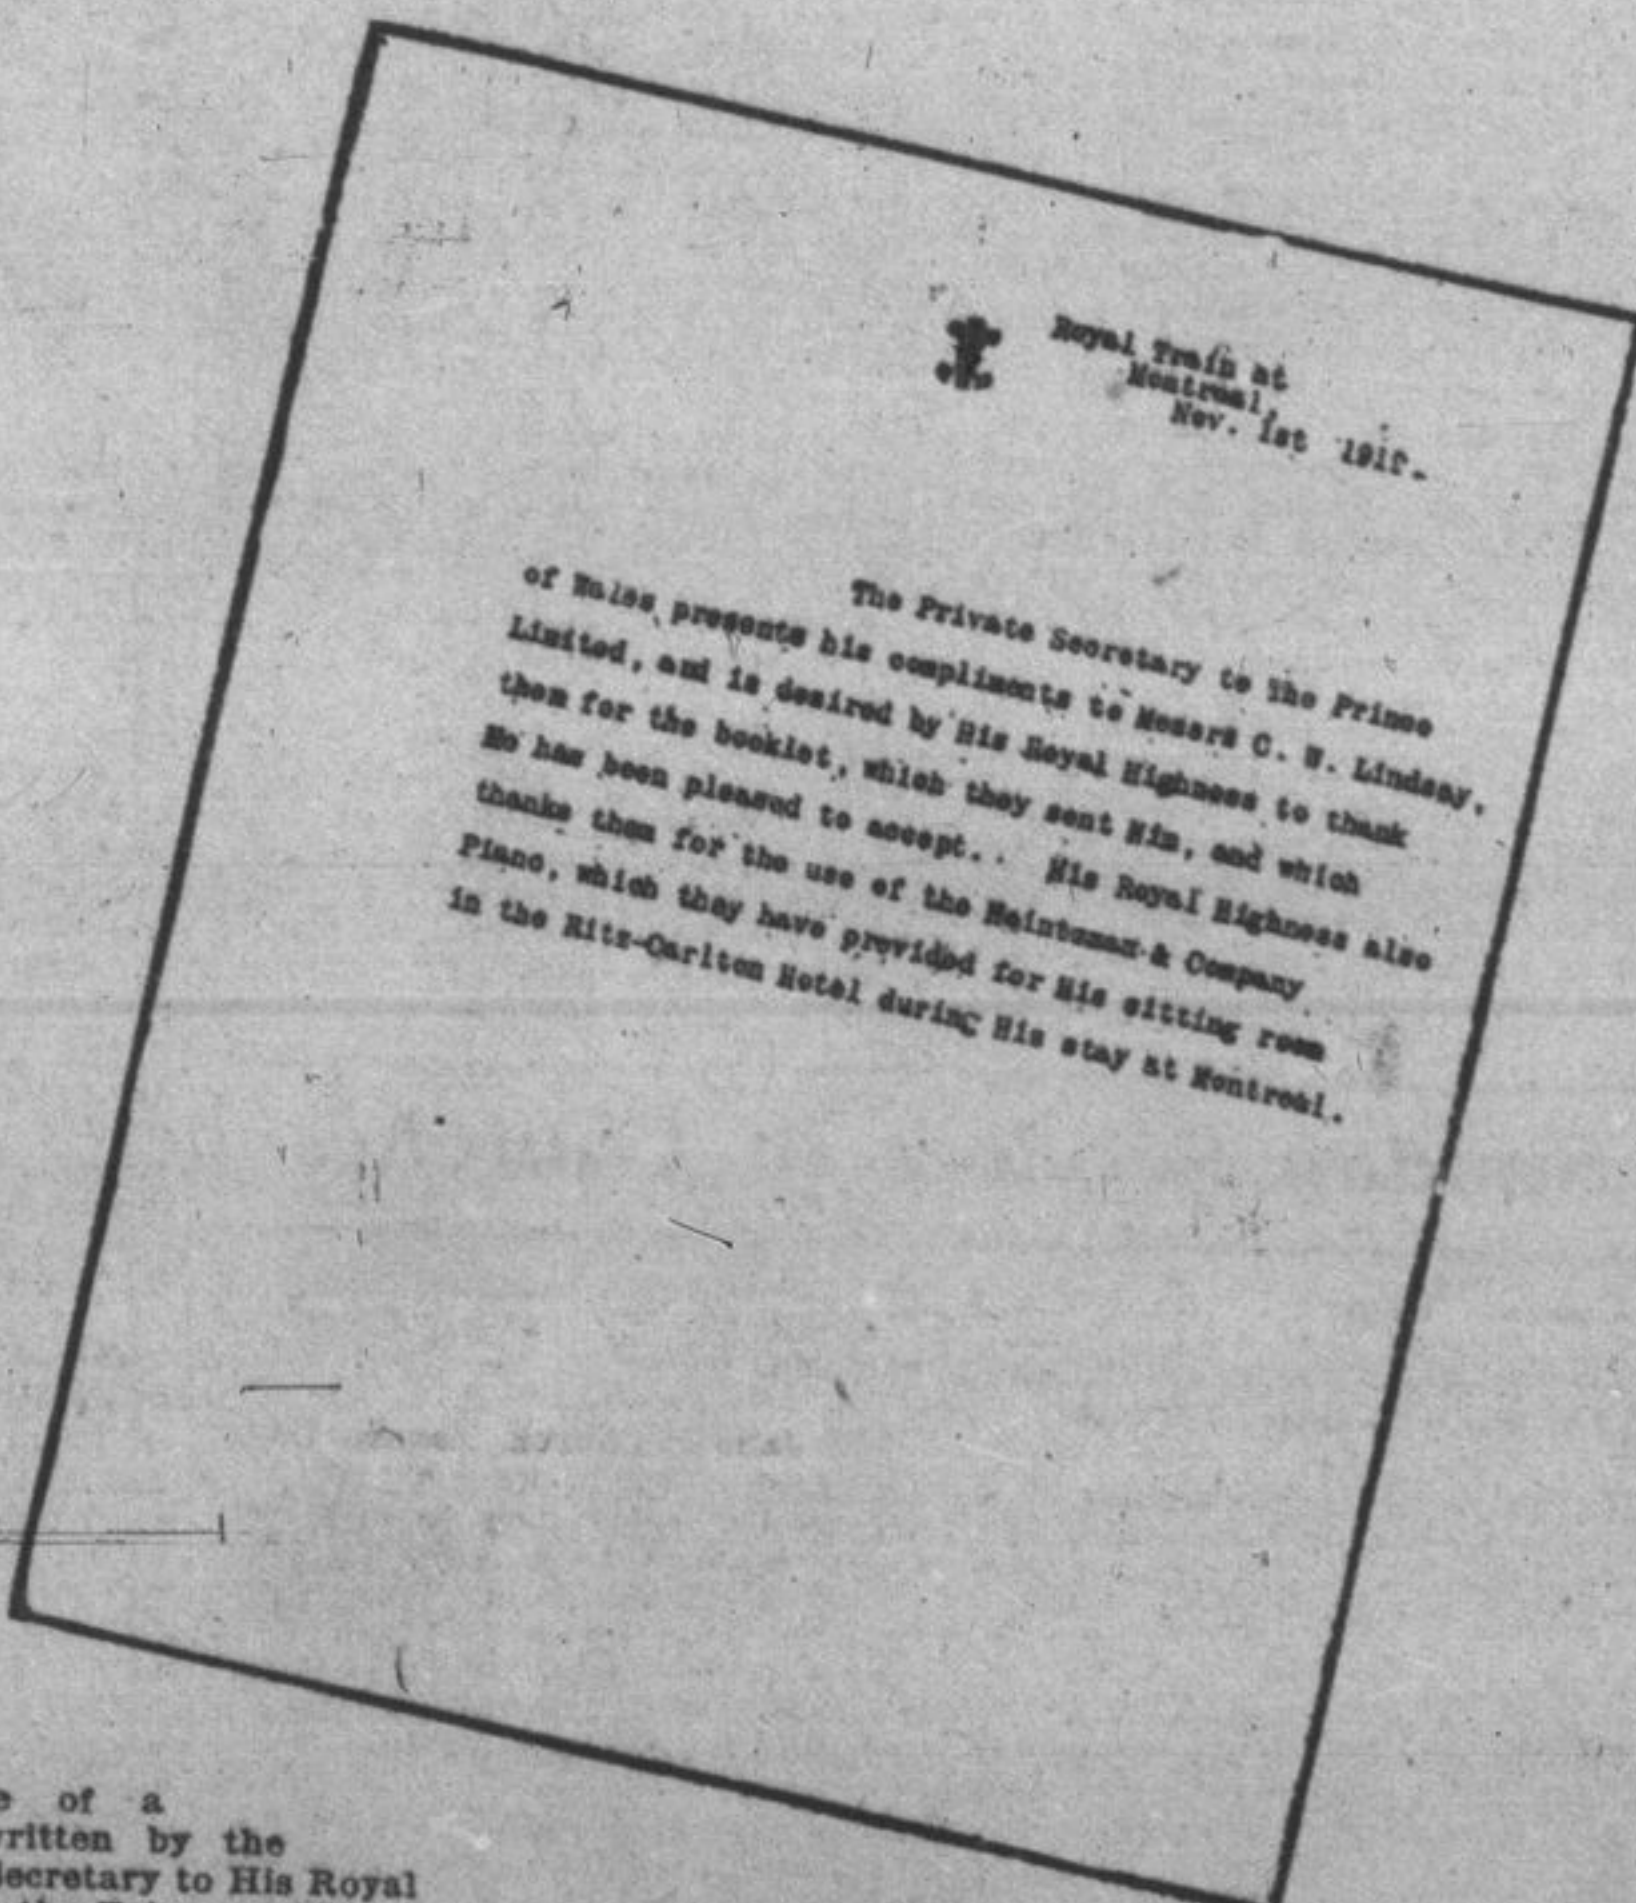 Royal Train at
Montreal,
Nov. 1st 191
The Private Secretary to The Prince
of Wales presents his compliments to Messrs C. W. Lindsay,
Limited, and is desired by His Royal Highness to thank
them for the booklet, which they sent Him, and which
He has been pleased to accept.. His Royal Highness also
thanks them for the use of the Heintzman & Company
Piano, which they have provided for His sitting room
in the Ritz-Carlton Hotel during His stay at Montreal.
e of a
written by the
Secretary to His Royal